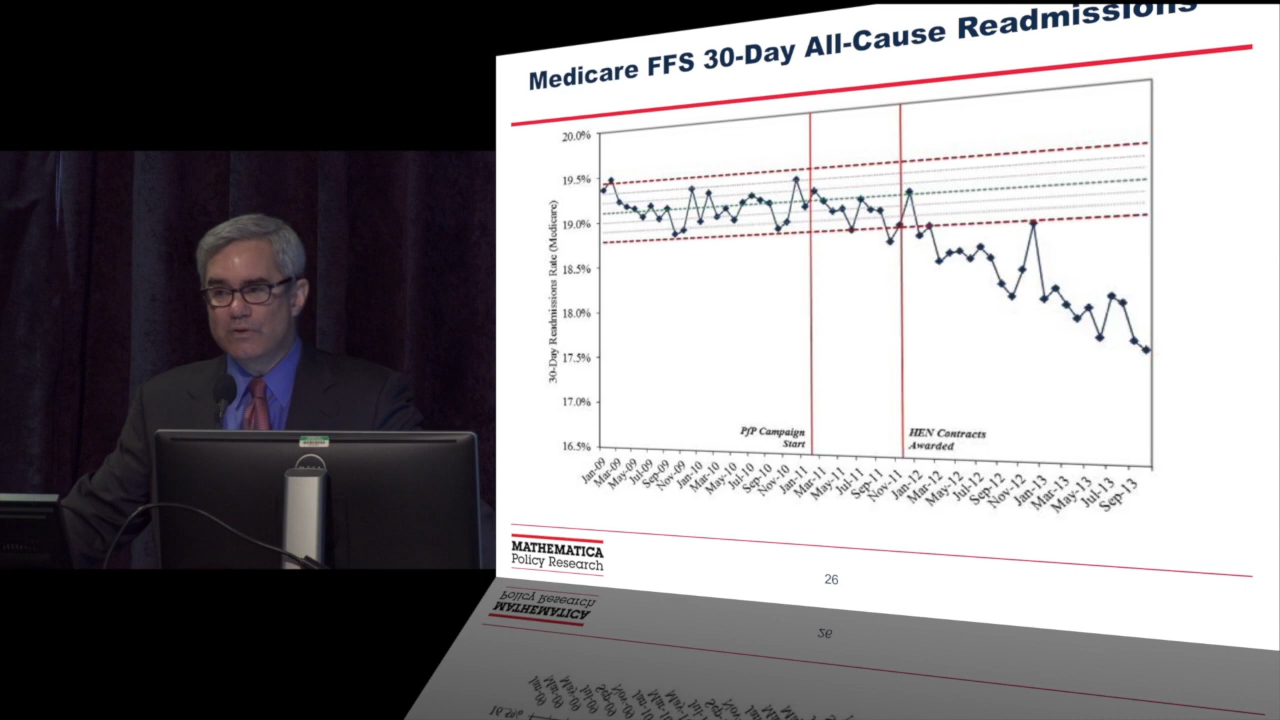 Medicare FFS 30-Day All-Cause Readmissions
20.0%
19.5%
19.0%
18.5%
18.0%
17.5%
17.0%
16.5%
30-Day Readmissions Rate (Medicare)
PfP Campaign
Start
HEN Contracts
Awarded
Jan-09
Mar-09
May-09
Jul-09
Sep-09
Nov-09
Jan-10
Mar-10
May-10
Jul-10
Sep-10
Nov-10
Jan-11
Mar-11
May-11
Jul-11
Sep-11
Nov-11
Jan-12
Mar-12
May-12
Jul-12
Sep-12
Nov-12
Jan-13
Mar-13
May-13
Jul-13
Sep-13
MATHEMATICA
Policy Research
26